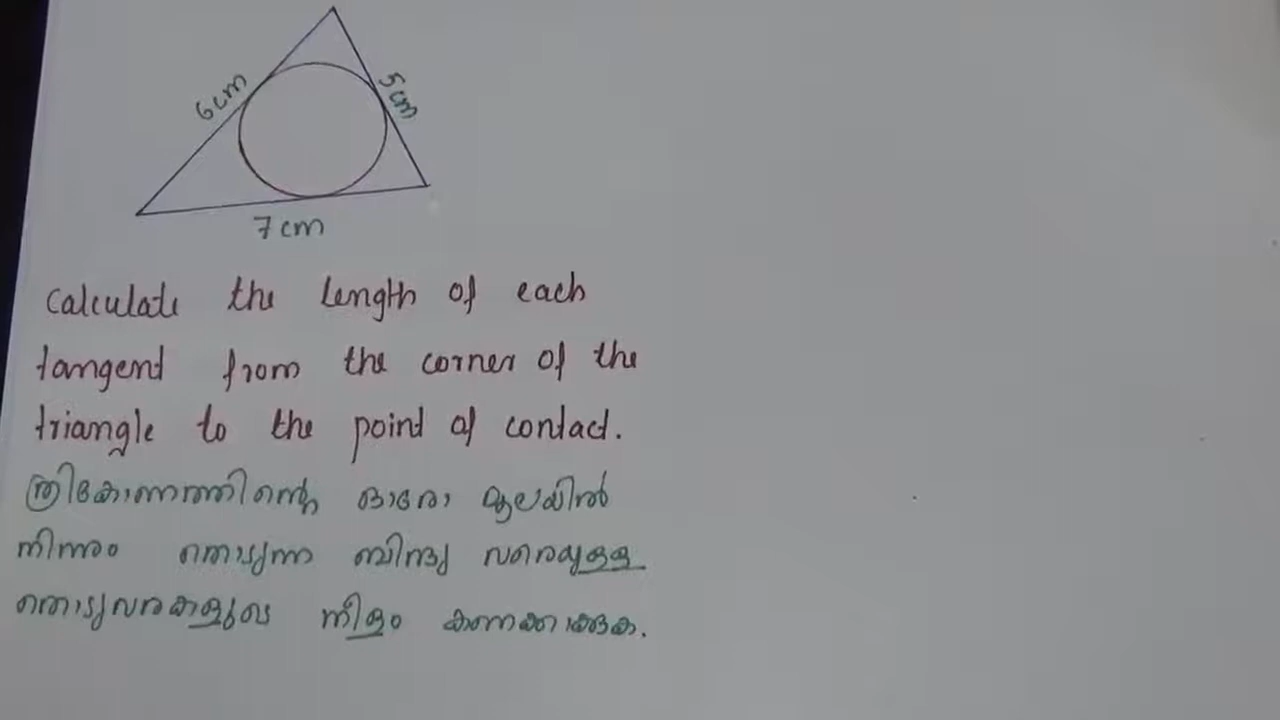 6cm
5cm
7cm
Calculate the length of each
tangent from the corner of the
triangle to the point of contact.
ത്രികോണത്തിന്റെ ഓരോ മൂലയിൽ
നിന്നും തൊടുന്ന ബിന്ദു വരെയുള്ള
തൊടുവരകളുടെ നീളം കണക്കാക്കുക.